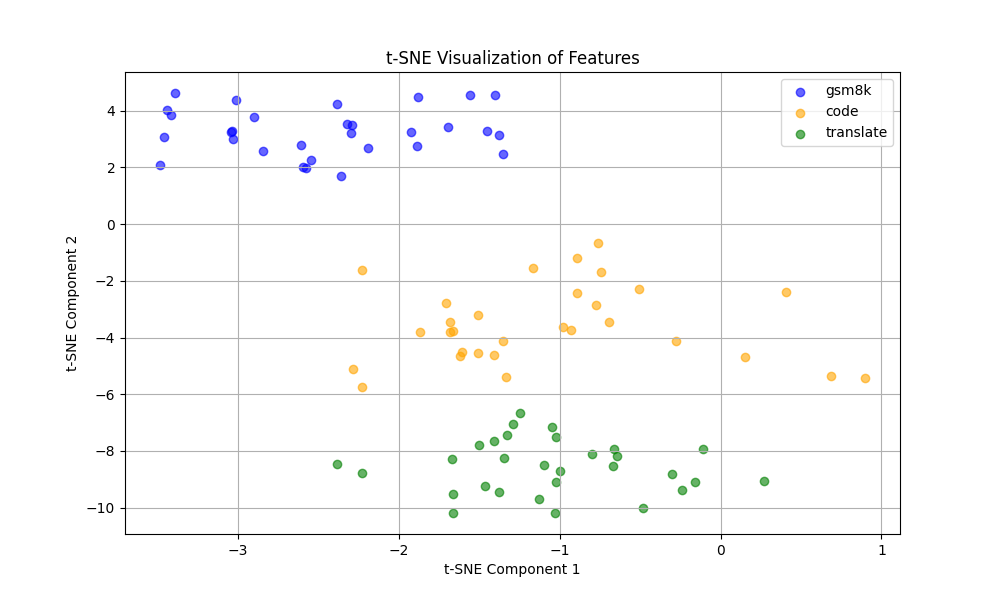 t-SNE Visualization of Features
gsm8k
code
translate
4
2
0
−2
−4
−6
−8
−10
t-SNE Component 2
−3
−2
−1
0
1
t-SNE Component 1